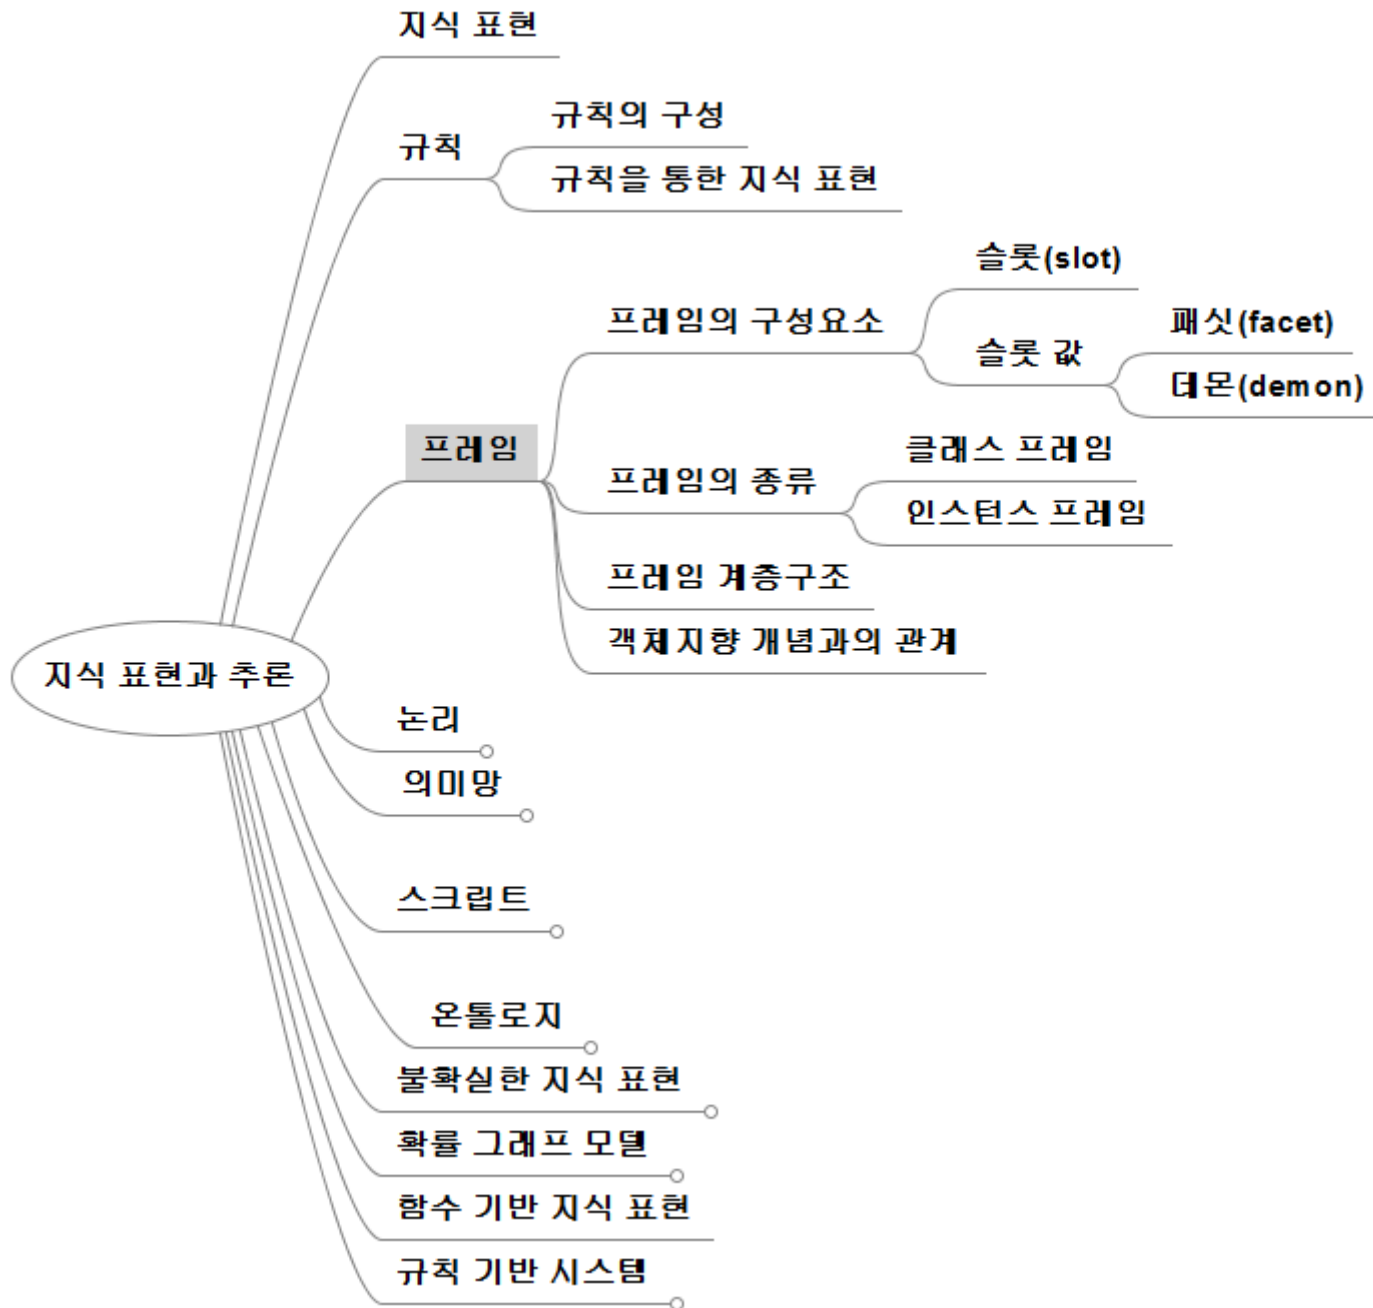 지식 표현
규칙
규칙의 구성
규칙을 통한 지식 표현
프레임
프레임의 구성요소
슬롯(slot)
슬롯 값
패싯(facet)
데몬(demon)
프레임의 종류
클래스 프레임
인스턴스 프레임
프레임 계층구조
객체지향 개념과의 관계
지식 표현과 추론
논리
의미망
스크립트
온톨로지
불확실한 지식 표현
확률 그래프 모델
함수 기반 지식 표현
규칙 기반 시스템